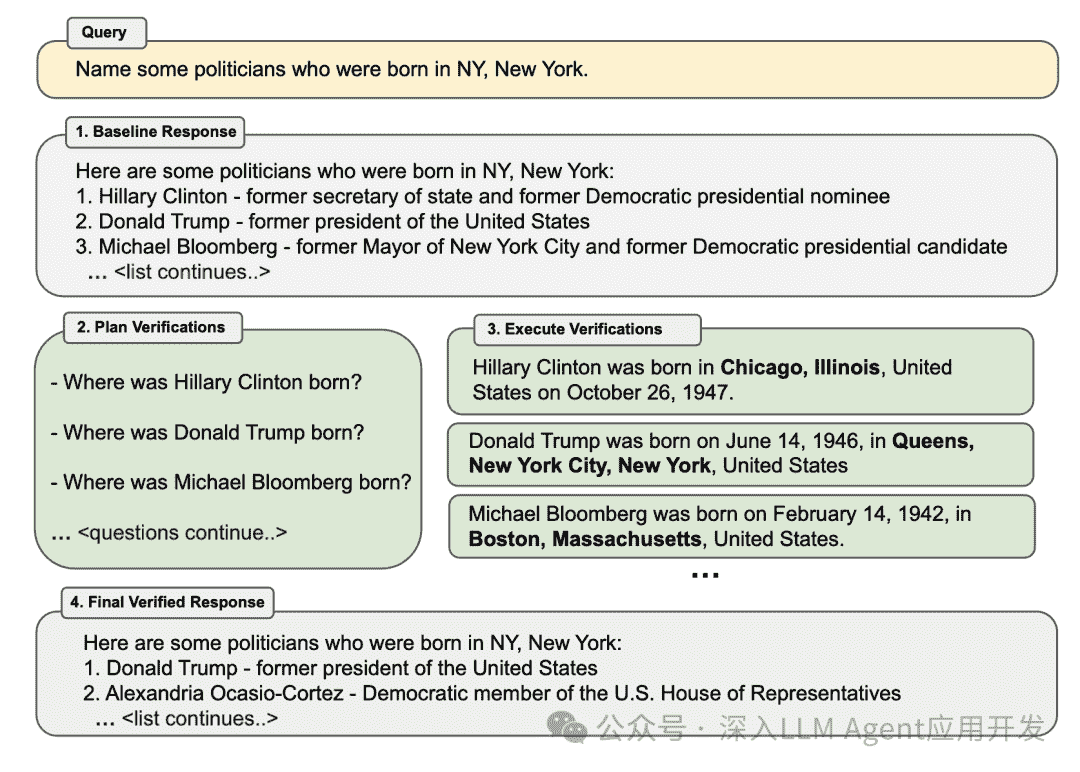 Query
Name some politicians who were born in NY, New York.
1. Baseline Response
Here are some politicians who were born in NY, New York:
1. Hillary Clinton - former secretary of state and former Democratic presidential nominee
2. Donald Trump - former president of the United States
3. Michael Bloomberg - former Mayor of New York City and former Democratic presidential candidate
... <list continues..>
2. Plan Verifications
- Where was Hillary Clinton born?
- Where was Donald Trump born?
- Where was Michael Bloomberg born?
... <questions continue..>
3. Execute Verifications
Hillary Clinton was born in Chicago, Illinois, United
States on October 26, 1947.
Donald Trump was born on June 14, 1946, in Queens,
New York City, New York, United States
Michael Bloomberg was born on February 14, 1942, in
Boston, Massachusetts, United States.
...
4. Final Verified Response
Here are some politicians who were born in NY, New York:
1. Donald Trump - former president of the United States
2. Alexandria Ocasio-Cortez - Democratic member of the U.S. House of Representatives
... <list continues..>
公众号 · 深入LLM Agent应用开发